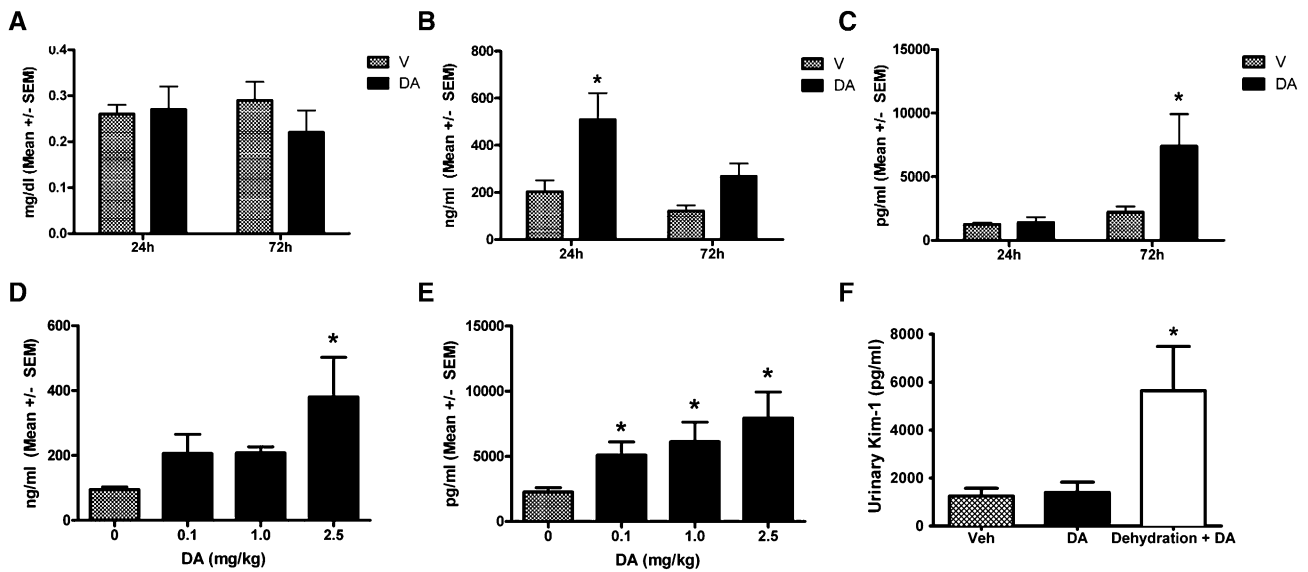 A
mg/dl (Mean +/- SEM)
0.4
0.3
0.2
0.1
0.0
24h
72h
V
DA
B
ng/ml (Mean +/- SEM)
800
600
400
200
0
*
24h
72h
V
DA
C
pg/ml (Mean +/- SEM)
15000
10000
5000
0
*
24h
72h
V
DA
D
ng/ml (Mean +/- SEM)
600
400
200
0
*
0
0.1
1.0
2.5
DA (mg/kg)
E
pg/ml (Mean +/- SEM)
15000
10000
5000
0
*
*
*
0
0.1
1.0
2.5
DA (mg/kg)
F
Urinary Kim-1 (pg/ml)
8000
6000
4000
2000
0
*
Veh
DA
Dehydration + DA